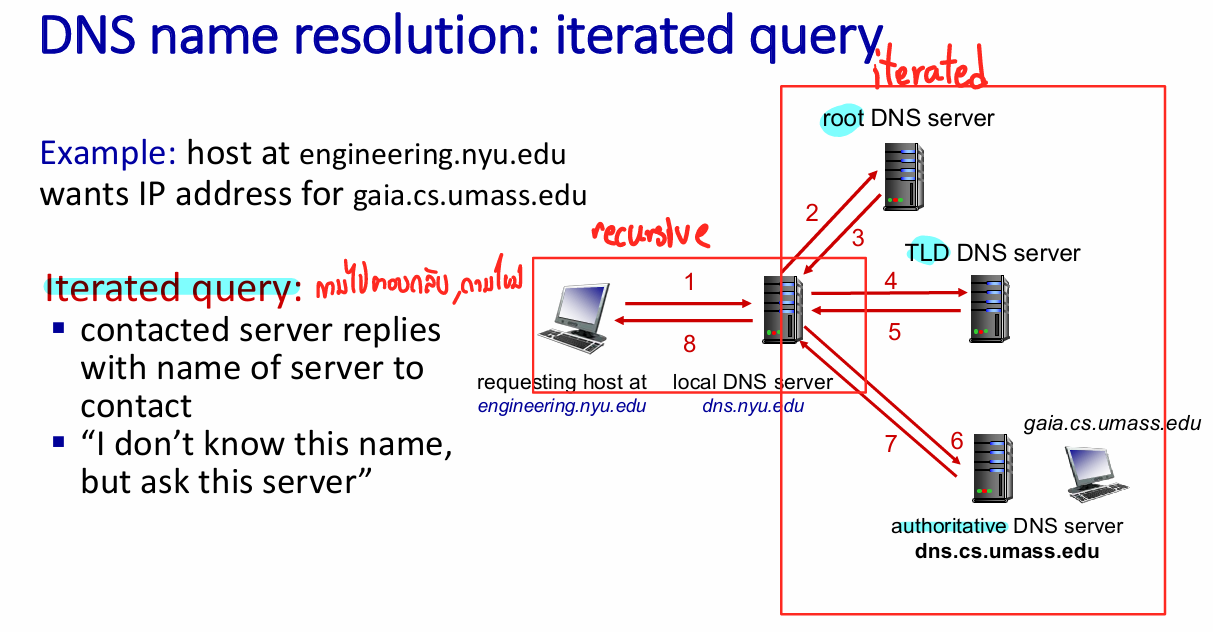 DNS name resolution: iterated query
iterated
root DNS server
Example: host at engineering.nyu.edu
wants IP address for gaia.cs.umass.edu
2
3
recursive
TLD DNS server
Iterated query: ถามไปตอบกลับ, ถามใหม่
1
4
5
8
contacted server replies
with name of server to
contact
requesting host at
engineering.nyu.edu
local DNS server
dns.nyu.edu
gaia.cs.umass.edu
7
6
“I don’t know this name,
but ask this server”
authoritative DNS server
dns.cs.umass.edu